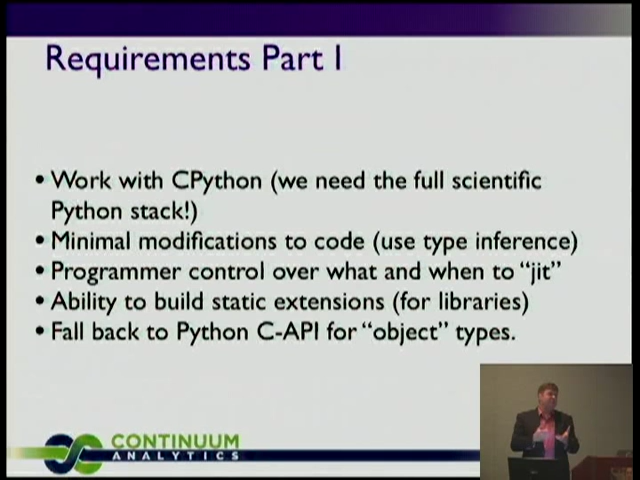 Requirements Part I
• Work with CPython (we need the full scientific
Python stack!)
• Minimal modifications to code (use type inference)
• Programmer control over what and when to “jit”
• Ability to build static extensions (for libraries)
• Fall back to Python C-API for “object” types.
CONTINUUM
ANALYTICS